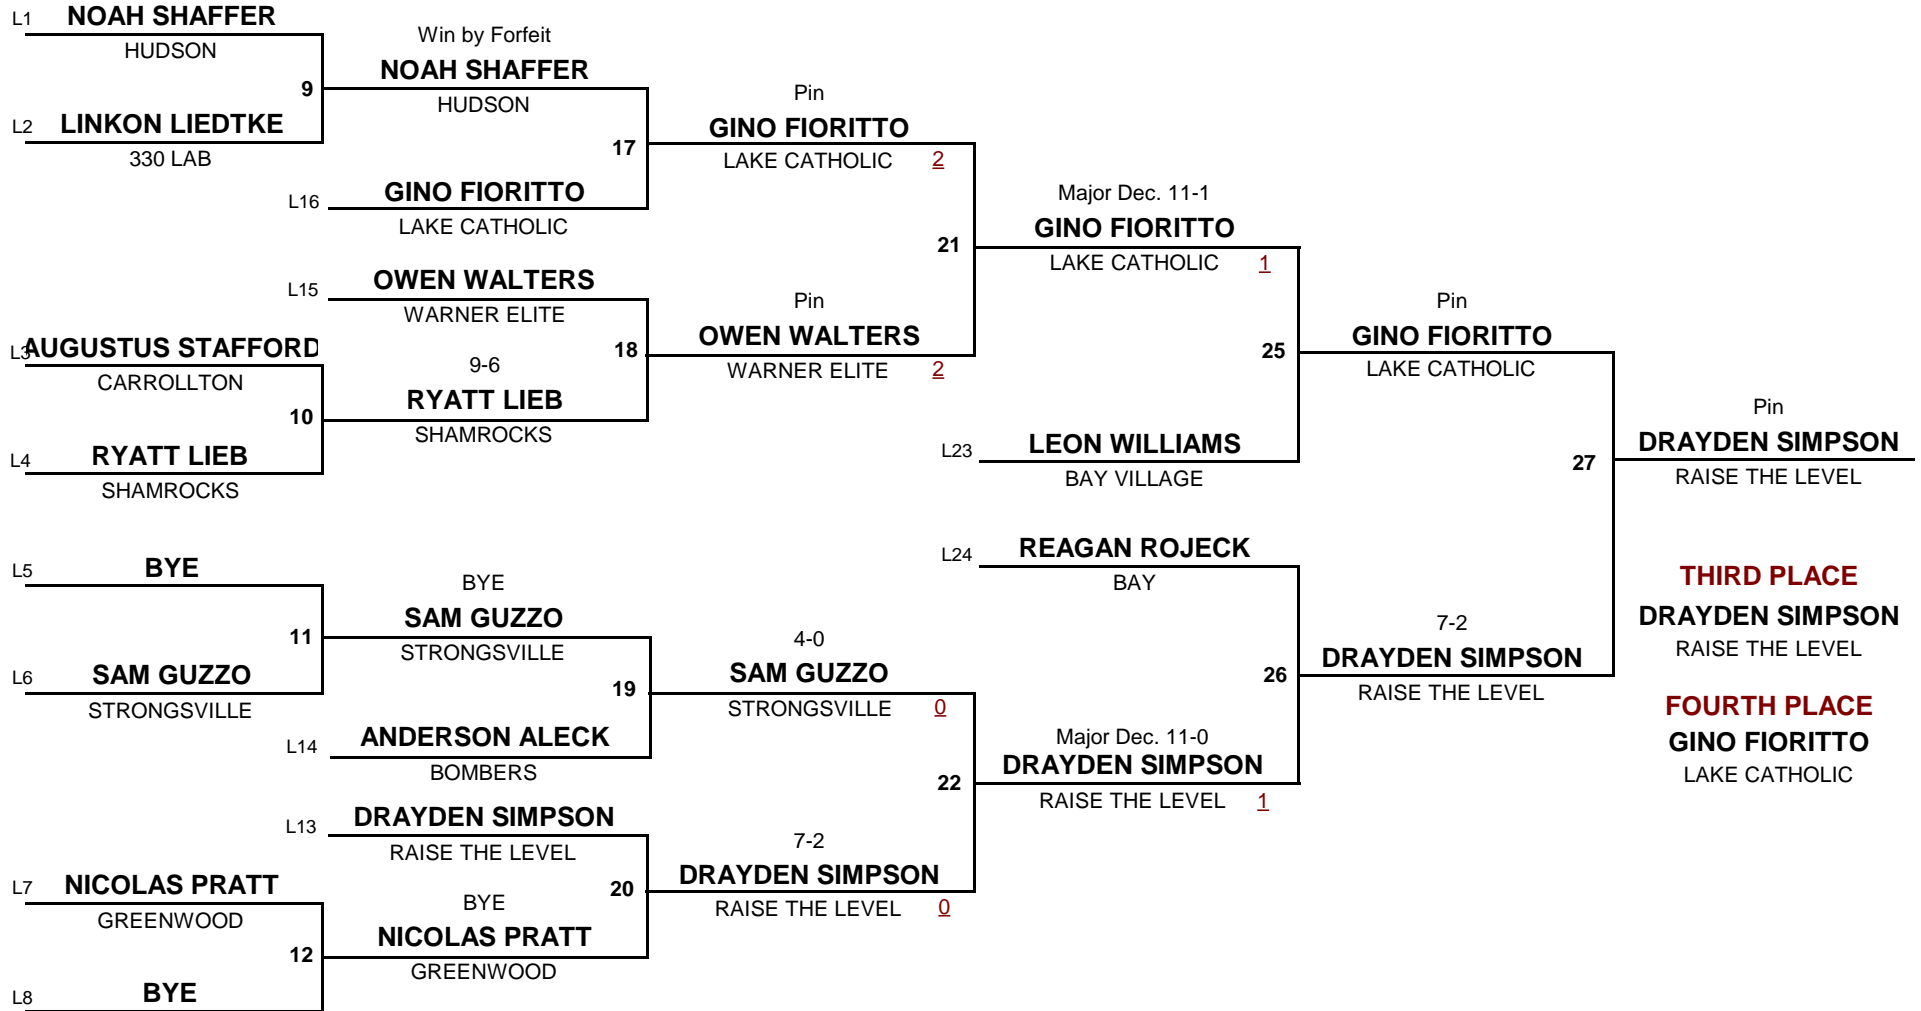 L1 NOAH SHAFFER
HUDSON
9
L2 LINKON LIEDTKE
330 LAB
Win by Forfeit
NOAH SHAFFER
HUDSON
17
L16 GINO FIORITTO
LAKE CATHOLIC
Pin
GINO FIORITTO
LAKE CATHOLIC 2
L15 OWEN WALTERS
WARNER ELITE
L3 AUGUSTUS STAFFORD
CARROLLTON
10
L4 RYATT LIEB
SHAMROCKS
9-6
RYATT LIEB
SHAMROCKS
18
Pin
OWEN WALTERS
WARNER ELITE 2
21
Major Dec. 11-1
GINO FIORITTO
LAKE CATHOLIC 1
25
L23 LEON WILLIAMS
BAY VILLAGE
Pin
GINO FIORITTO
LAKE CATHOLIC
27
Pin
DRAYDEN SIMPSON
RAISE THE LEVEL
L5 BYE
11
L6 SAM GUZZO
STRONGSVILLE
BYE
SAM GUZZO
STRONGSVILLE
19
L14 ANDERSON ALECK
BOMBERS
4-0
SAM GUZZO
STRONGSVILLE 0
L13 DRAYDEN SIMPSON
RAISE THE LEVEL
L7 NICOLAS PRATT
GREENWOOD
12
L8 BYE
BYE
NICOLAS PRATT
GREENWOOD
20
7-2
DRAYDEN SIMPSON
RAISE THE LEVEL 0
22
L24 REAGAN ROJECK
BAY
26
Major Dec. 11-0
DRAYDEN SIMPSON
RAISE THE LEVEL 1
7-2
DRAYDEN SIMPSON
RAISE THE LEVEL
THIRD PLACE
DRAYDEN SIMPSON
RAISE THE LEVEL
FOURTH PLACE
GINO FIORITTO
LAKE CATHOLIC